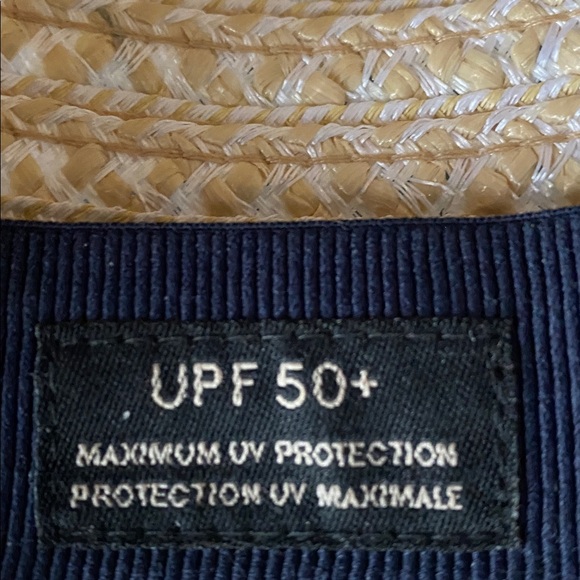 UPF 50+
MAXIMUM UV PROTECTION
PROTECTION UV MAXIMALE